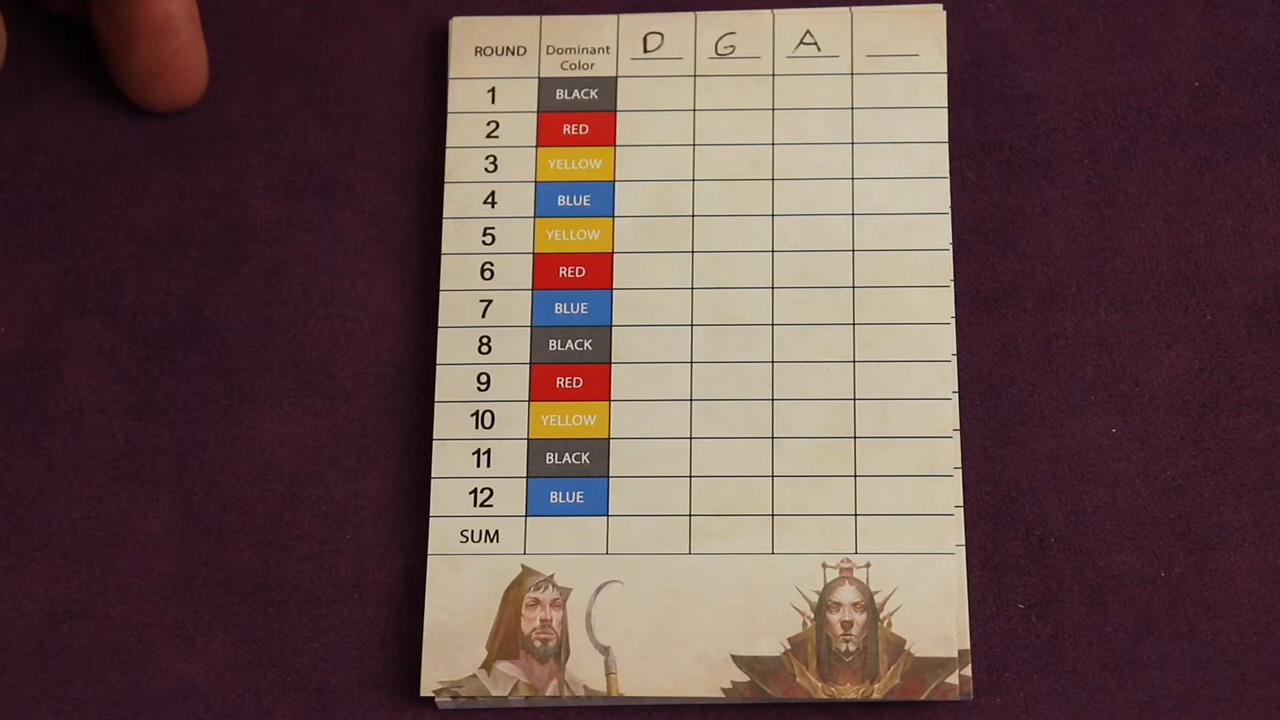 ROUND Dominant Color D G A
1 BLACK
2 RED
3 YELLOW
4 BLUE
5 YELLOW
6 RED
7 BLUE
8 BLACK
9 RED
10 YELLOW
11 BLACK
12 BLUE
SUM